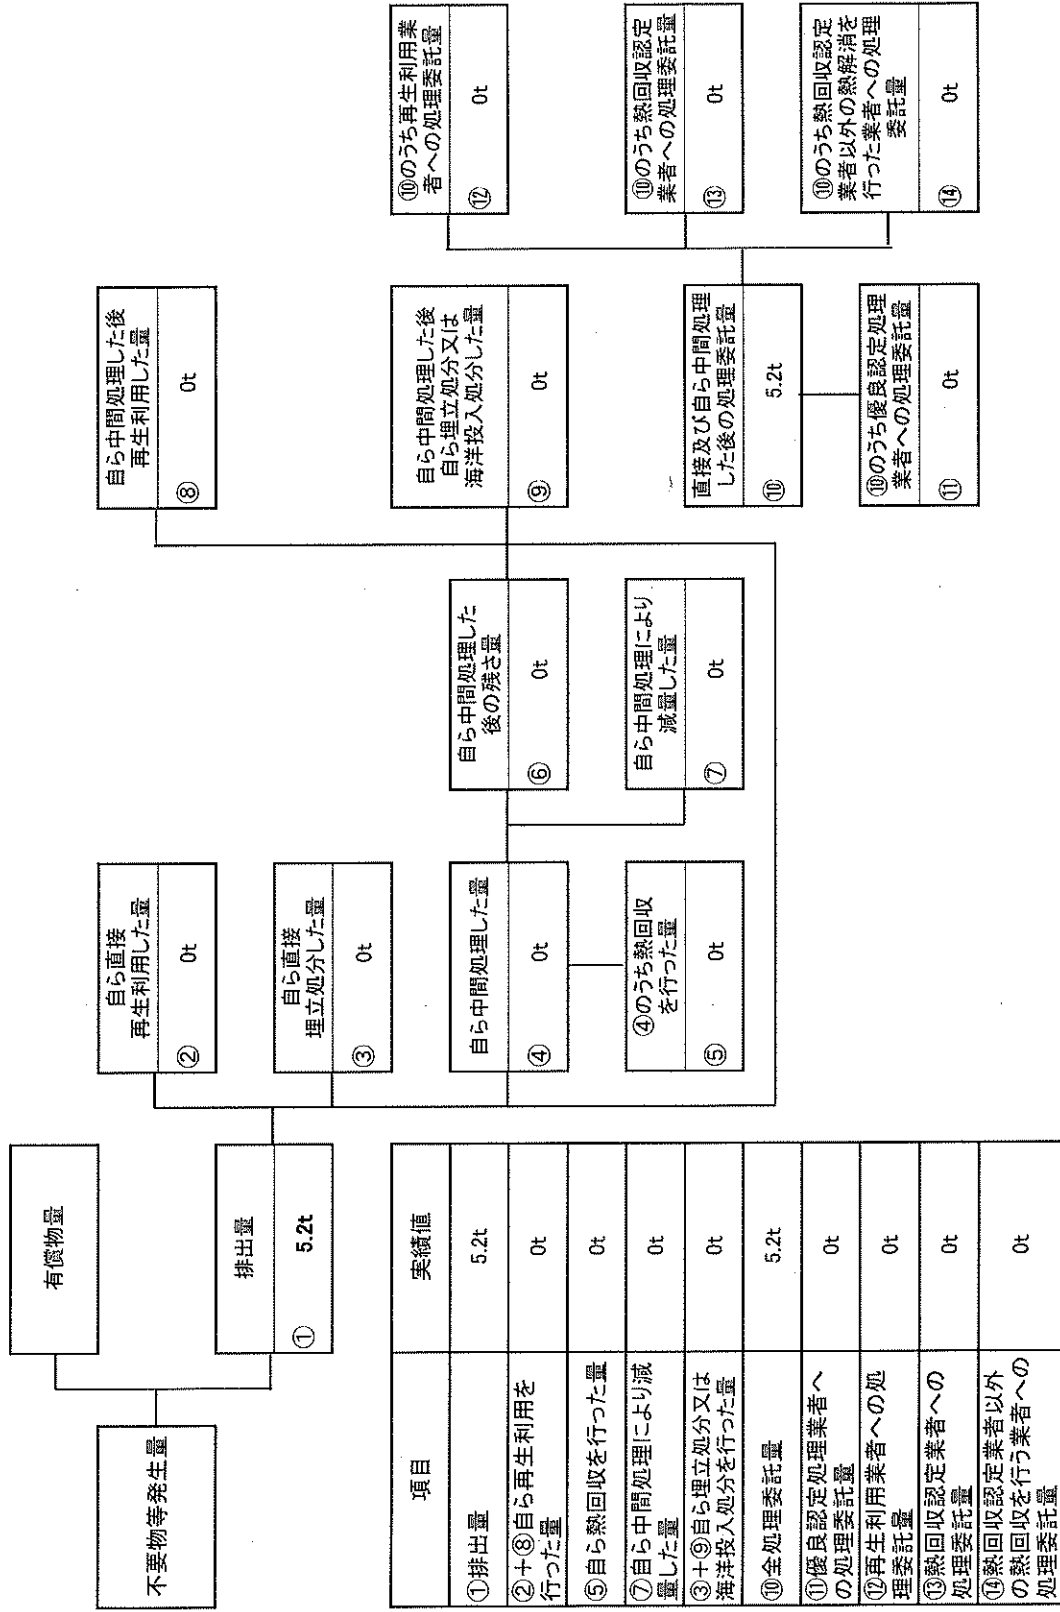 不要物等発生量
有償物量
排出量
①
5.2t
自ら直接
再生利用した量
②
0t
自ら直接
埋立処分した量
③
0t
自ら中間処理した量
④
0t
④のうち熱回収
を行った量
⑤
0t
自ら中間処理した
後の残さ量
⑥
0t
自ら中間処理により
減量した量
⑦
0t
自ら中間処理した後
再生利用した量
⑧
0t
自ら中間処理した後
自ら埋立処分又は
海洋投入処分した量
⑨
0t
直接及び自ら中間処理
した後の処理委託量
⑩
5.2t
⑩のうち優良認定処理
業者への処理委託量
⑪
0t
⑩のうち再生利用業
者への処理委託量
⑫
0t
⑩のうち熱回収認定
業者への処理委託量
⑬
0t
⑩のうち熱回収認定
業者以外の熱解消を
行った業者への処理
委託量
⑭
0t
項目
実績値
①排出量
5.2t
②+⑧自ら再生利用を
行った量
0t
⑤自ら熱回収を行った量
0t
⑦自ら中間処理により減
量した量
0t
③+⑨自ら埋立処分又は
海洋投入処分を行った量
0t
⑩全処理委託量
5.2t
⑪優良認定処理業者へ
の処理委託量
0t
⑫再生利用業者への処
理委託量
0t
⑬熱回収認定業者への
処理委託量
0t
⑭熱回収認定業者以外
の熱回収を行う業者への
処理委託量
0t